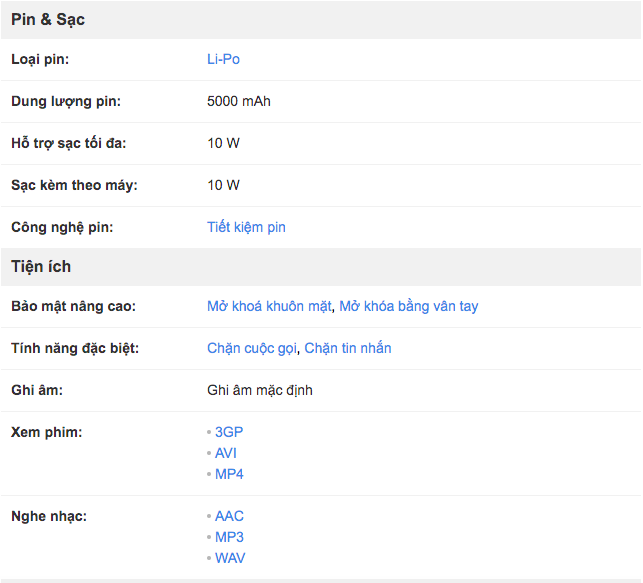 Pin & Sạc
Loại pin: Li-Po
Dung lượng pin: 5000 mAh
Hỗ trợ sạc tối đa: 10 W
Sạc kèm theo máy: 10 W
Công nghệ pin: Tiết kiệm pin
Tiện ích
Bảo mật nâng cao: Mở khoá khuôn mặt, Mở khóa bằng vân tay
Tính năng đặc biệt: Chặn cuộc gọi, Chặn tin nhắn
Ghi âm: Ghi âm mặc định
Xem phim: • 3GP
• AVI
• MP4
Nghe nhạc: • AAC
• MP3
• WAV